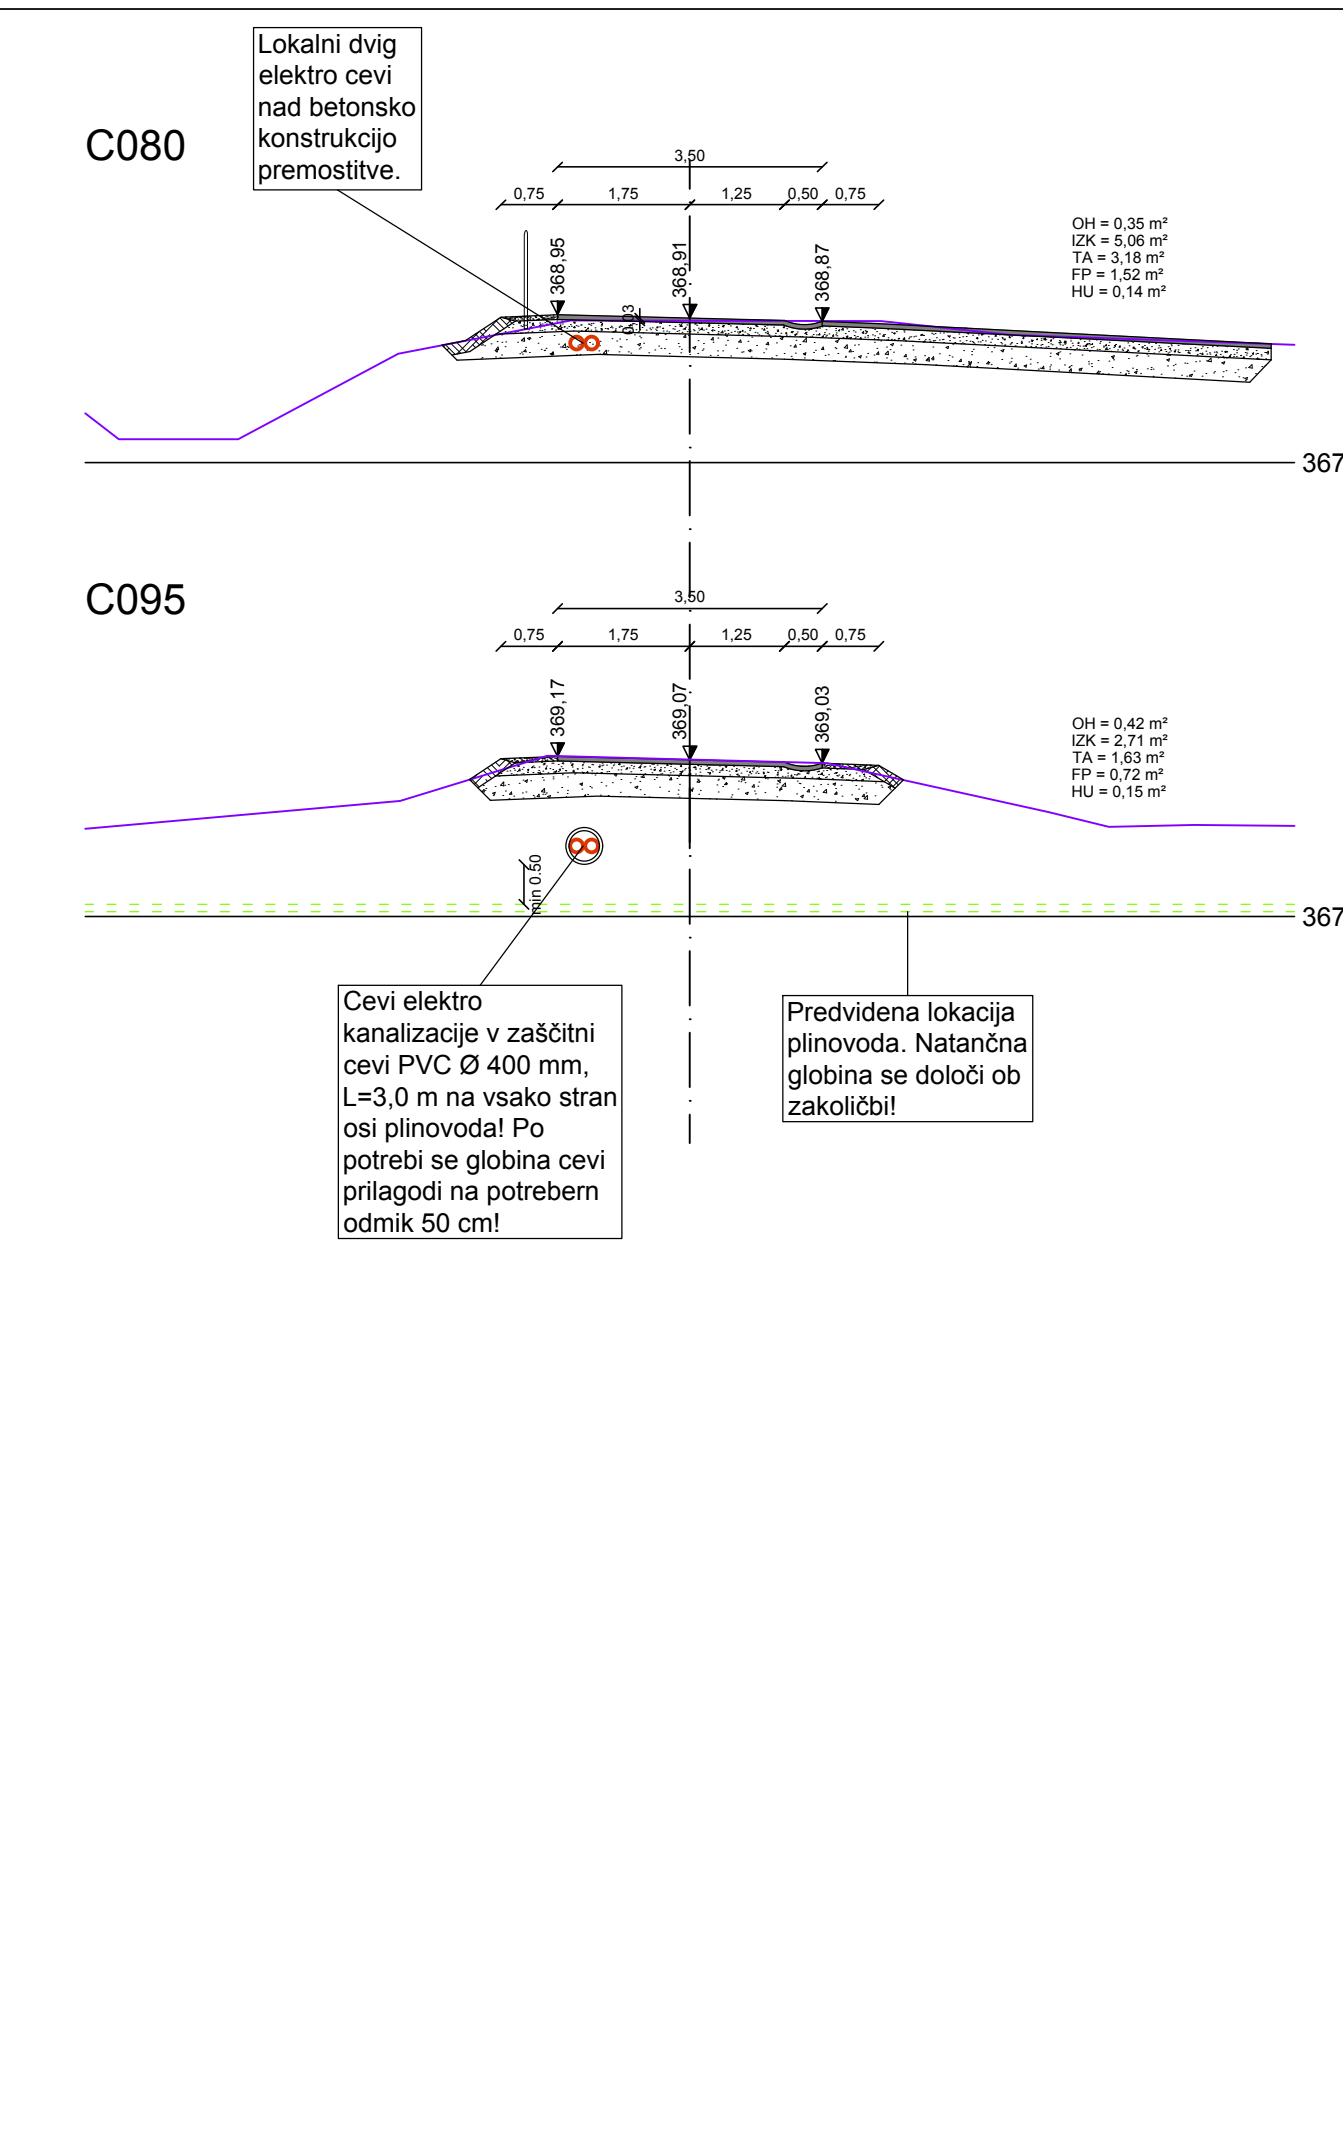 Lokalni dvig
elektro cevi
nad betonsko
konstrukcijo
premostitve.
C080
3,50
0,75 1,75 1,25 0,50 0,75
368,95
368,91
368,87
0,03
OH = 0,35 m²
IZK = 5,06 m²
TA = 3,18 m²
FP = 1,52 m²
HU = 0,14 m²
367
C095
3,50
0,75 1,75 1,25 0,50 0,75
369,17
369,07
369,03
OH = 0,42 m²
IZK = 2,71 m²
TA = 1,63 m²
FP = 0,72 m²
HU = 0,15 m²
min 0.50
367
Cevi elektro
kanalizacije v zaščitni
cevi PVC Ø 400 mm,
L=3,0 m na vsako stran
osi plinovoda! Po
potrebi se globina cevi
prilagodi na potrebern
odmik 50 cm!
Predvidena lokacija
plinovoda. Natančna
globina se določi ob
zakoličbi!